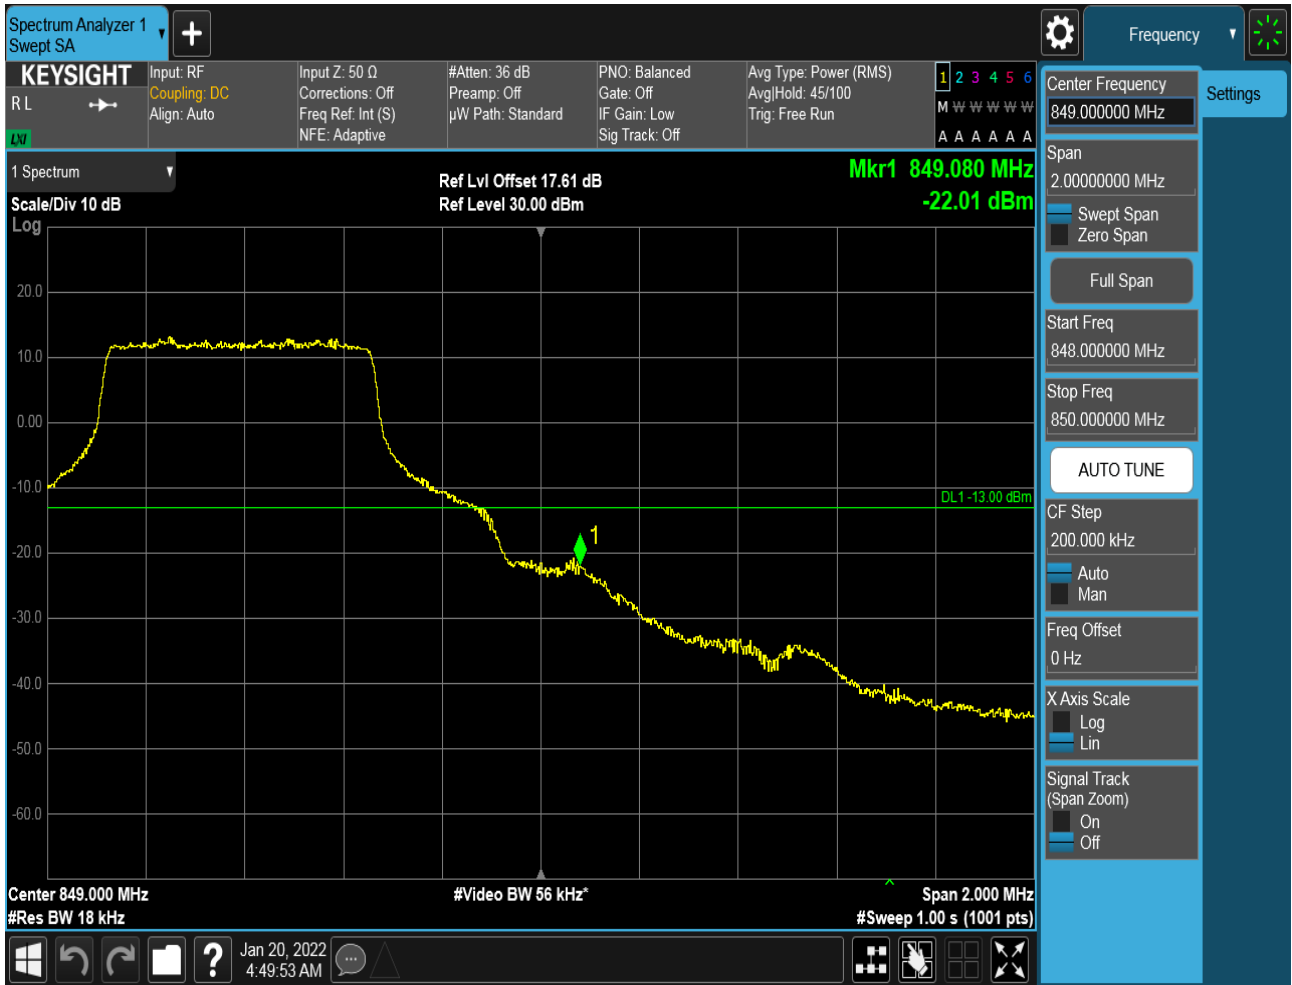 Spectrum Analyzer 1
Swept SA
Frequency
KEYSIGHT
R L
LXI
Input: RF
Coupling: DC
Align: Auto
Input Z: 50 Ω
Corrections: Off
Freq Ref: Int (S)
NFE: Adaptive
#Atten: 36 dB
Preamp: Off
µW Path: Standard
PNO: Balanced
Gate: Off
IF Gain: Low
Sig Track: Off
Avg Type: Power (RMS)
Avg|Hold: 45/100
Trig: Free Run
1 2 3 4 5 6
M W W W W W
A A A A A A
1 Spectrum
Scale/Div 10 dB
Log
Ref Lvl Offset 17.61 dB
Ref Level 30.00 dBm
Mkr1 849.080 MHz
-22.01 dBm
20.0
10.0
0.00
-10.0
DL1 -13.00 dBm
1
-20.0
-30.0
-40.0
-50.0
-60.0
Center 849.000 MHz
#Res BW 18 kHz
#Video BW 56 kHz*
Span 2.000 MHz
#Sweep 1.00 s (1001 pts)
Jan 20, 2022
4:49:53 AM
?
Center Frequency
849.000000 MHz
Settings
Span
2.00000000 MHz
Swept Span
Zero Span
Full Span
Start Freq
848.000000 MHz
Stop Freq
850.000000 MHz
AUTO TUNE
CF Step
200.000 kHz
Auto
Man
Freq Offset
0 Hz
X Axis Scale
Log
Lin
Signal Track
(Span Zoom)
On
Off